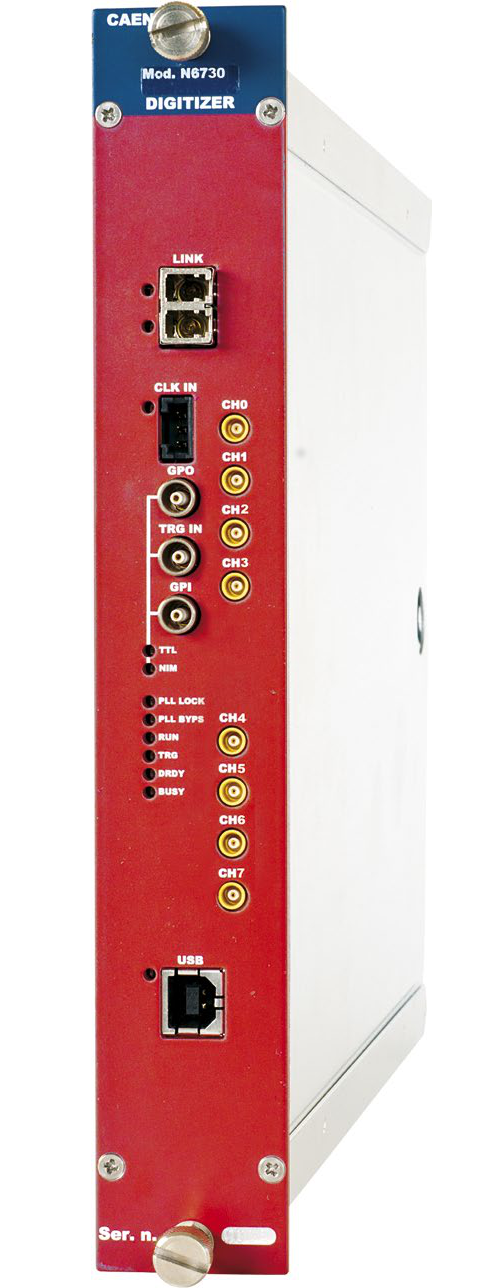 CAEN
Mod. N6730
DIGITIZER
LINK
CLK IN
CH0
CH1
GPO
CH2
TRG IN
CH3
GPI
TTL
NIM
PLL LOCK
PLL BYPS
CH4
RUN
TRG
CH5
DRDY
BUSY
CH6
CH7
USB
Ser. n.